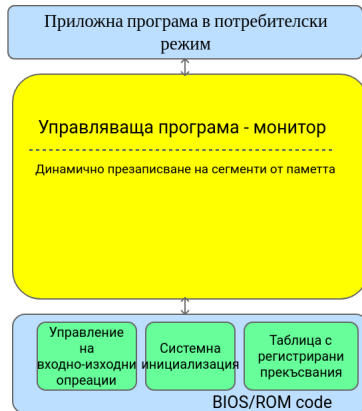 Приложна програма в потребителски
режим
Управляваща програма - монитор
Динамично презаписване на сегменти от паметта
Управление
на
входно-изходни
опреации
Системна
инициализация
Таблица с
регистрирани
прекъсвания
BIOS/ROM code